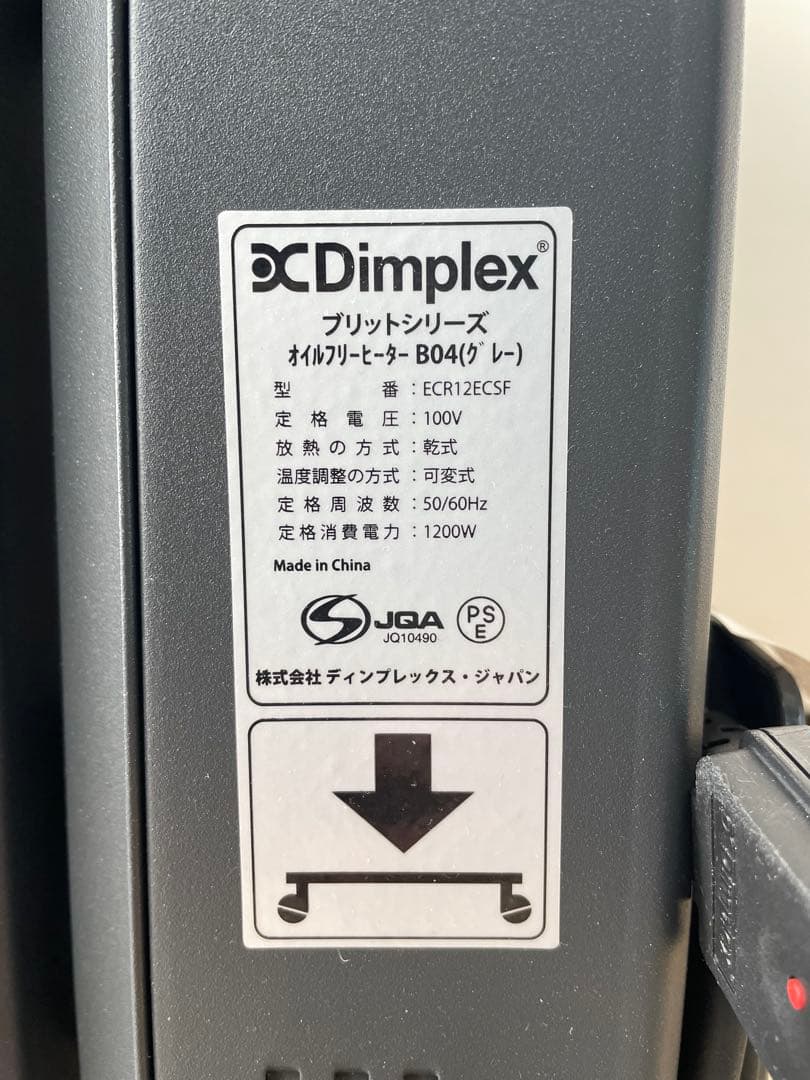 Dimplex®
ブリットシリーズ
ｵｲﾙﾌﾘｰﾋｰﾀｰ B04(ｸﾞﾚｰ)
型番：ECR12ECSF
定格電圧：100V
放熱の方式：乾式
温度調整の方式：可変式
定格周波数：50/60Hz
定格消費電力：1200W
Made in China
JQA
JQ10490
PS
E
株式会社 ディンプレックス・ジャパン